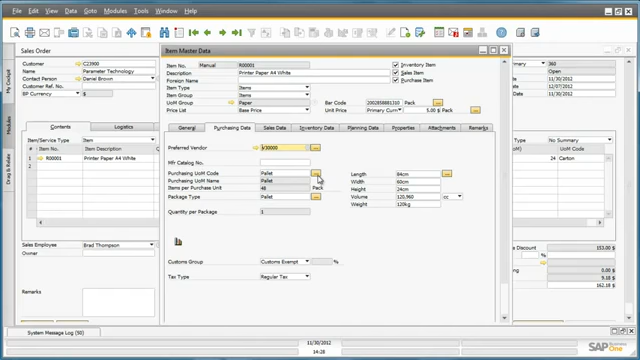 File Edit View Data Goto Modules Tools Window Help
Sales Order
Customer C23900
Name Parameter Technology
Contact Person Daniel Brown
Customer Ref. No.
BP Currency $
Contents Logistics
Item/Service Type Item
# Item No. Item Description
1 R00001 Printer Paper A4 White
Sales Employee Brad Thompson
Owner
Remarks
My Cockpit
Modules
Drag & Relate
Item Master Data
Item No. Manual R00001
Description Printer Paper A4 White
Foreign Name
Item Type Items
Item Group Items
UoM Group Paper
Price List Base Price
Inventory Item
Sales Item
Purchase Item
Bar Code 2002858881310 Pack
Unit Price Primary Curr 5.00 $ Pack
General Purchasing Data Sales Data Inventory Data Planning Data Properties Attachments Remarks
Preferred Vendor V30000
Mfr Catalog No.
Purchasing UoM Code Pallet
Purchasing UoM Name Pallet
Items per Purchase Unit 48 Pack
Package Type Pallet
Quantity per Package 1
Length 84cm
Width 60cm
Height 24cm
Volume 120,960 cc
Weight 120kg
Customs Group Customs Exempt %
Tax Type Regular Tax
Primary 360
Open
11/30/2012
12/07/2012
11/30/2012
Summary Type No Summary
UoM Code
24 Carton
Discount 153.00 $
%
0.00 $
9.18 $
162.18 $
System Message Log (50)
11/30/2012
14:28
SAP Business One